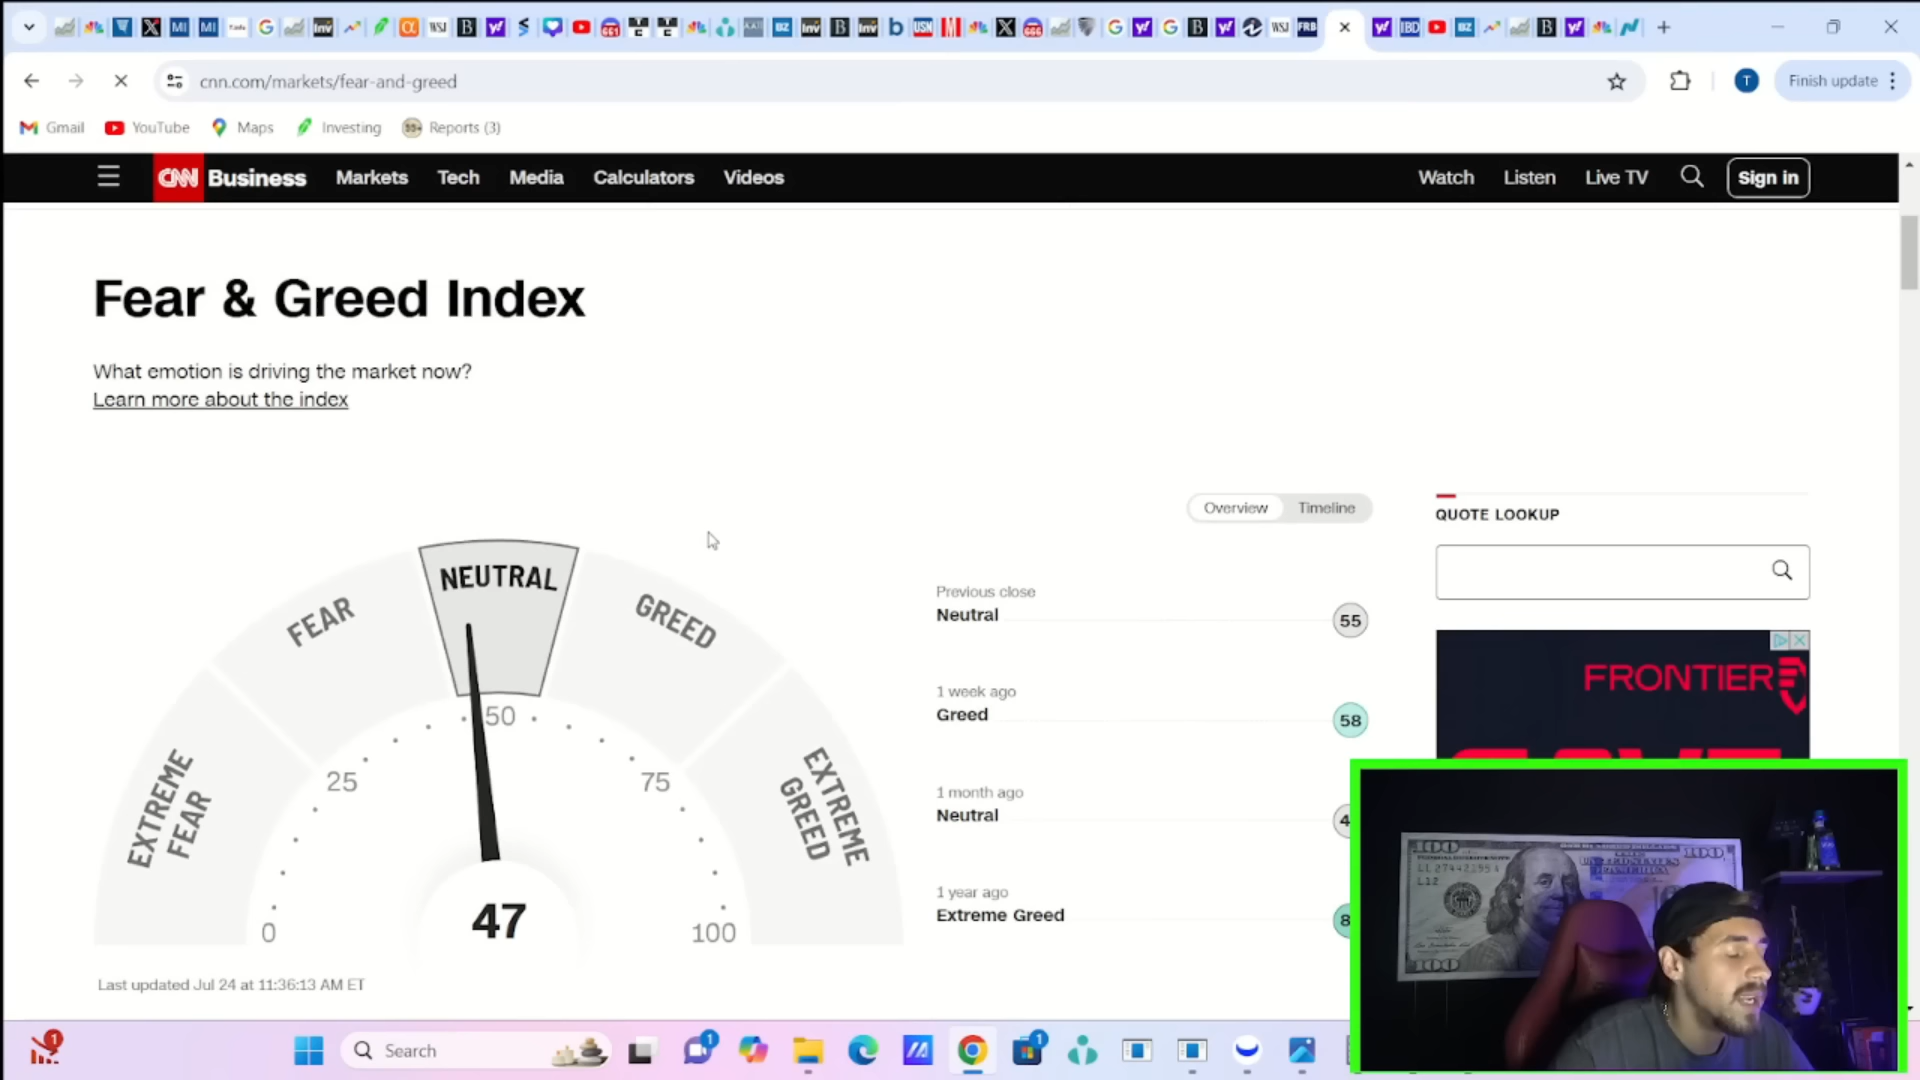 cnn.com/markets/fear-and-greed
Finish update
Gmail
YouTube
Maps
Investing
Reports (3)
CNN Business
Markets
Tech
Media
Calculators
Videos
Watch
Listen
Live TV
Sign in
Fear & Greed Index
What emotion is driving the market now?
Learn more about the index
Overview
Timeline
QUOTE LOOKUP
EXTREME FEAR
FEAR
NEUTRAL
GREED
EXTREME GREED
0
25
50
75
100
47
Previous close
Neutral
55
1 week ago
Greed
58
1 month ago
Neutral
1 year ago
Extreme Greed
FRONTIER
Last updated Jul 24 at 11:36:13 AM ET
Search